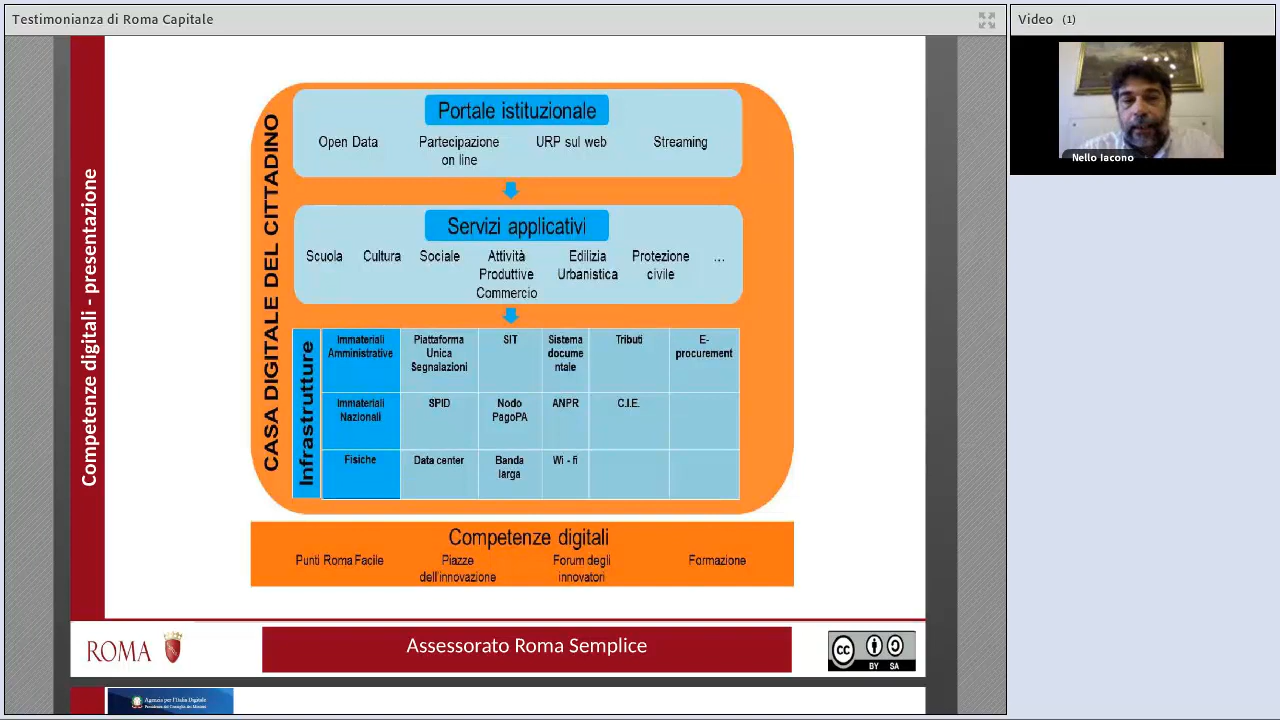 Testimonianza di Roma Capitale
Video (1)
Nello Iacono
Competenze digitali - presentazione
CASA DIGITALE DEL CITTADINO
Portale istituzionale
Open Data
Partecipazione
on line
URP sul web
Streaming
Servizi applicativi
Scuola
Cultura
Sociale
Attività
Produttive
Commercio
Edilizia
Urbanistica
Protezione
civile
...
Infrastrutture
Immateriali
Amministrative
Piattaforma
Unica
Segnalazioni
SIT
Sistema
docume
ntale
Tributi
E-
procurement
Immateriali
Nazionali
SPID
Nodo
PagoPA
ANPR
C.I.E.
Fisiche
Data center
Banda
larga
Wi - fi
Competenze digitali
Punti Roma Facile
Piazze
dell'innovazione
Forum degli
innovatori
Formazione
ROMA
Assessorato Roma Semplice
CC
BY SA
Agenzia per l'Italia Digitale
Presidenza del Consiglio dei Ministri